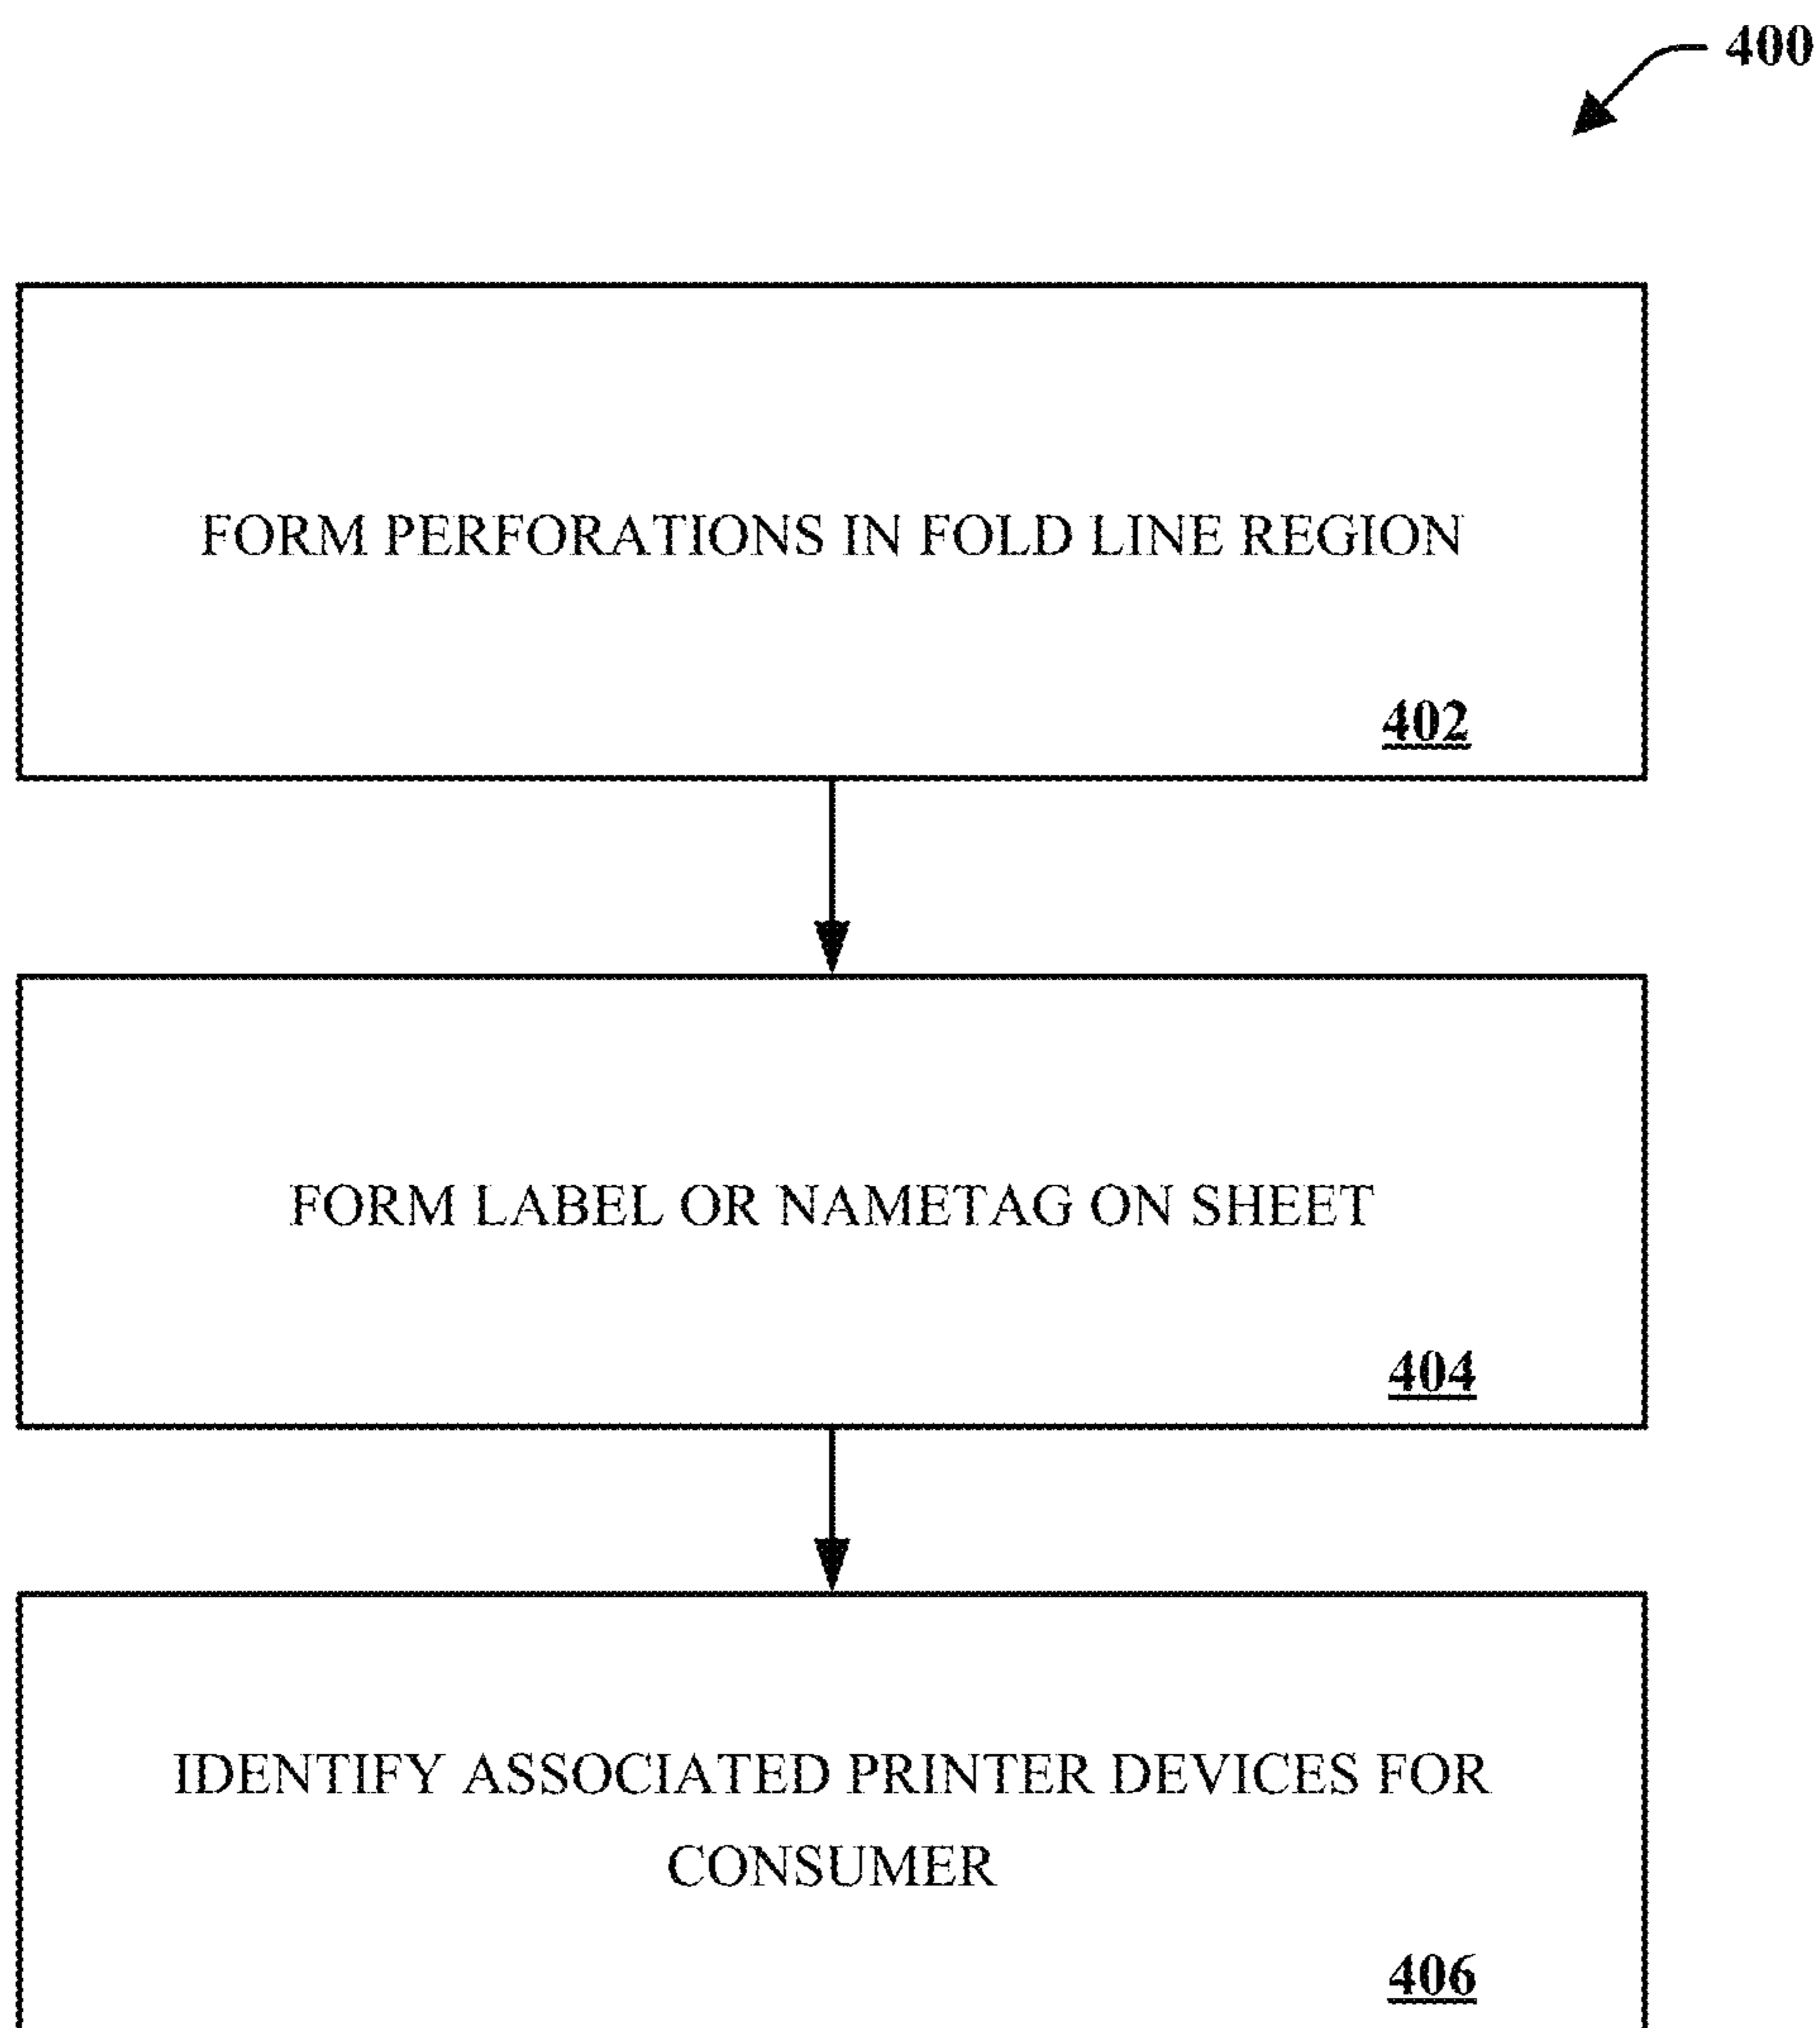 400
FORM PERFORATIONS IN FOLD LINE REGION
402
FORM LABEL OR NAMETAG ON SHEET
404
IDENTIFY ASSOCIATED PRINTER DEVICES FOR
CONSUMER
406